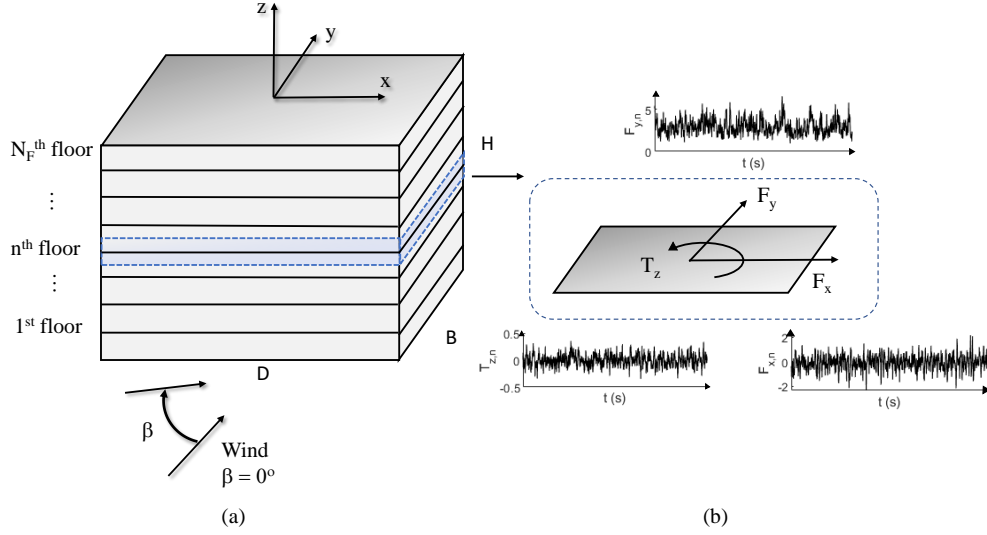 z
y
x
N_F^th floor
H
⋮
n^th floor
⋮
1^st floor
B
D
β
Wind
β = 0°
(a)
F_y,n
5
0
t (s)
F_y
T_z
F_x
T_z,n
0.5
0
-0.5
t (s)
F_x,n
2
0
-2
t (s)
(b)